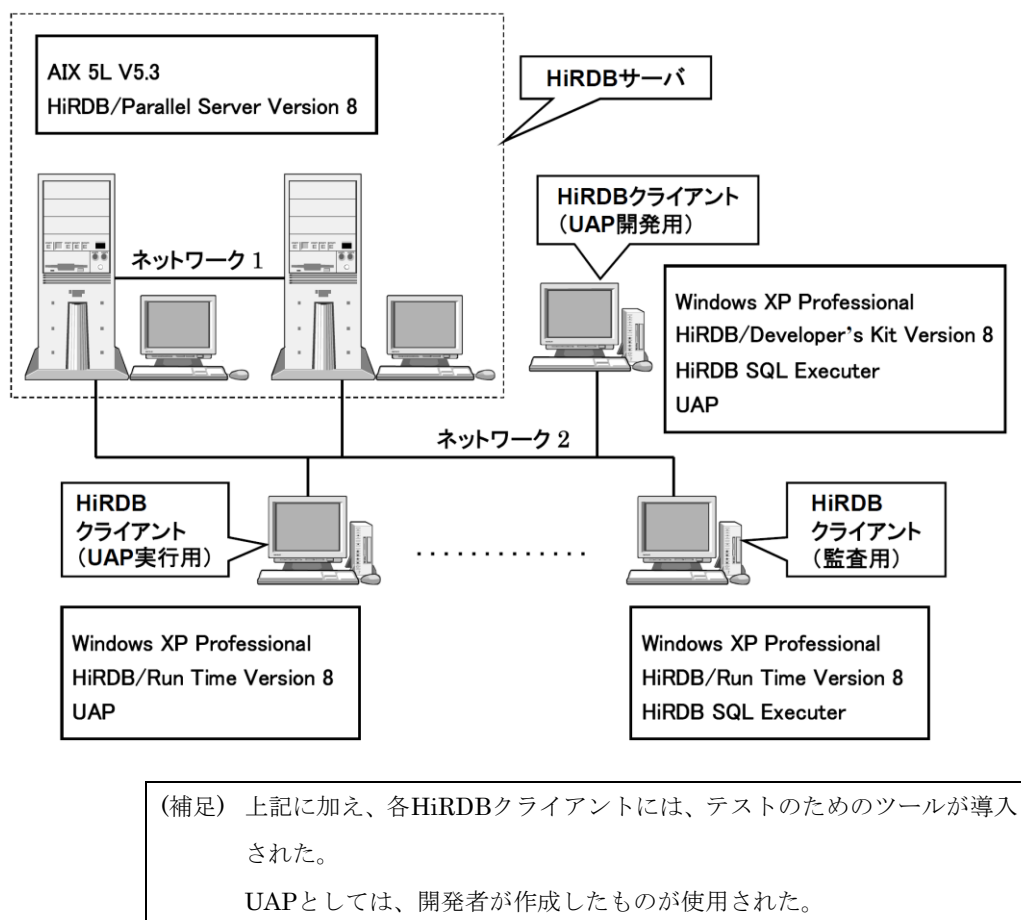 AIX 5L V5.3
HiRDB/Parallel Server Version 8
HiRDBサーバ
ネットワーク 1
HiRDBクライアント
（UAP開発用）
Windows XP Professional
HiRDB/Developer's Kit Version 8
HiRDB SQL Executer
UAP
ネットワーク 2
HiRDB
クライアント
（UAP実行用）
HiRDB
クライアント
（監査用）
Windows XP Professional
HiRDB/Run Time Version 8
UAP
Windows XP Professional
HiRDB/Run Time Version 8
HiRDB SQL Executer
(補足) 上記に加え、各HiRDBクライアントには、テストのためのツールが導入
された。
UAPとしては、開発者が作成したものが使用された。